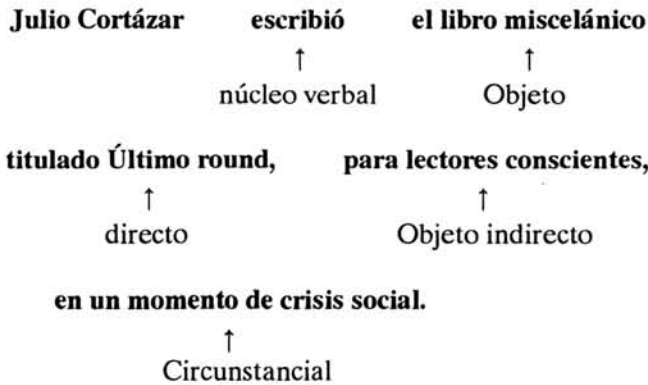 Julio Cortázar escribió el libro misceláneo
↑ ↑
núcleo verbal Objeto
titulado Último round, para lectores conscientes,
↑ ↑
directo Objeto indirecto
en un momento de crisis social.
↑
Circunstancial